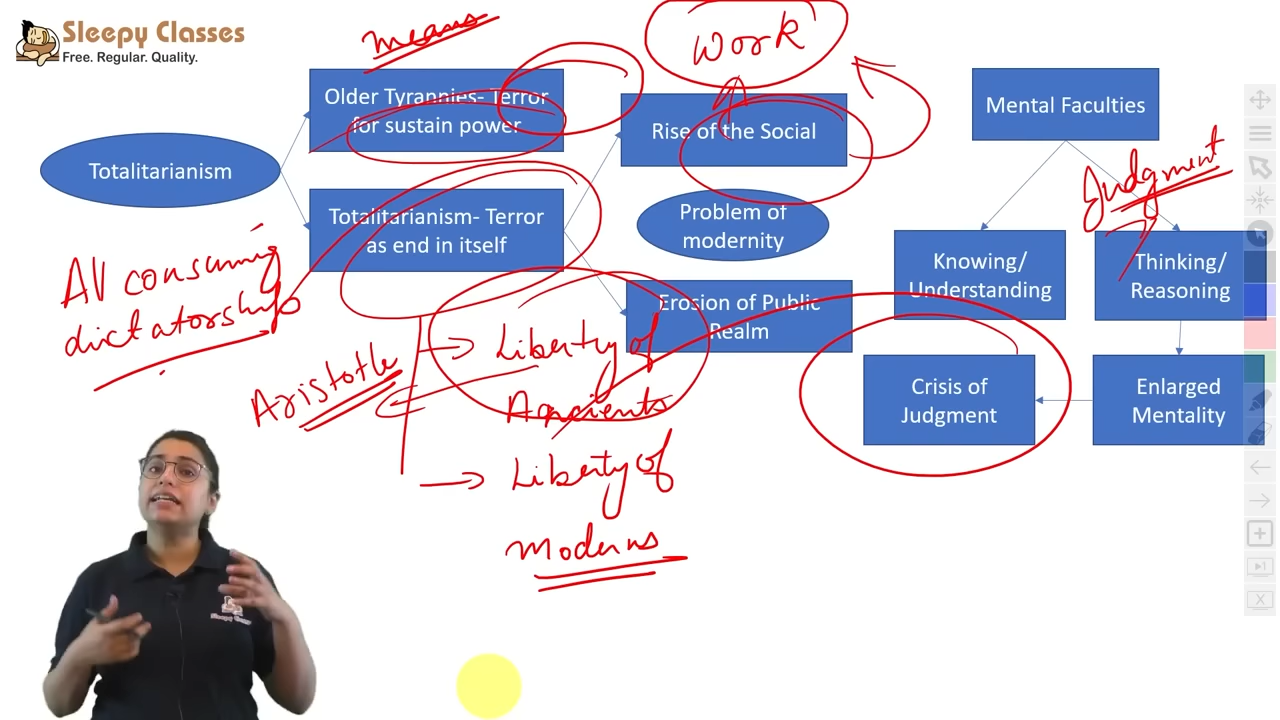 Sleepy Classes
Free. Regular. Quality.
means
Work
Older Tyrannies- Terror
for sustain power
Totalitarianism
Rise of the Social
Mental Faculties
Judgment
Totalitarianism- Terror
as end in itself
Problem of
modernity
Knowing/
Understanding
Thinking/
Reasoning
All consuming
dictatorship
Erosion of Public
Realm
Aristotle
Liberty of
Ancients
Liberty of
Moderns
Crisis of
Judgment
Enlarged
Mentality